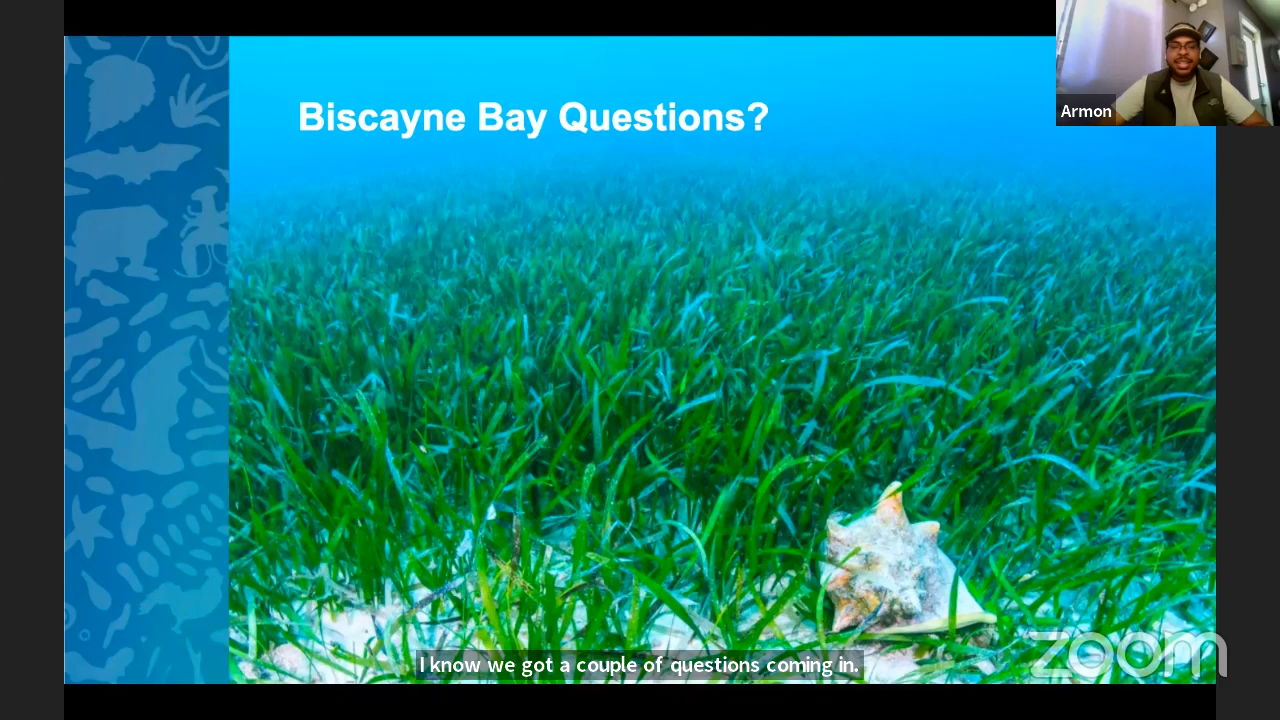 Biscayne Bay Questions?
Armon
I know we got a couple of questions coming in.
zoom